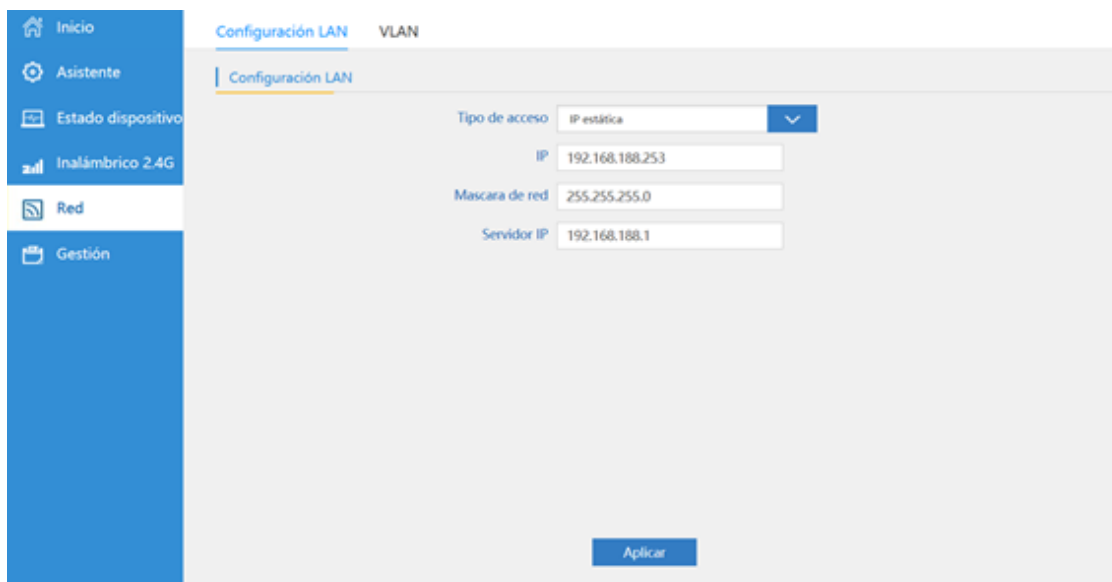 Inicio
Asistente
Estado dispositivo
Inalámbrico 2.4G
Red
Gestión
Configuración LAN VLAN
Configuración LAN
Tipo de acceso IP estática
IP 192.168.188.253
Mascara de red 255.255.255.0
Servidor IP 192.168.188.1
Aplicar